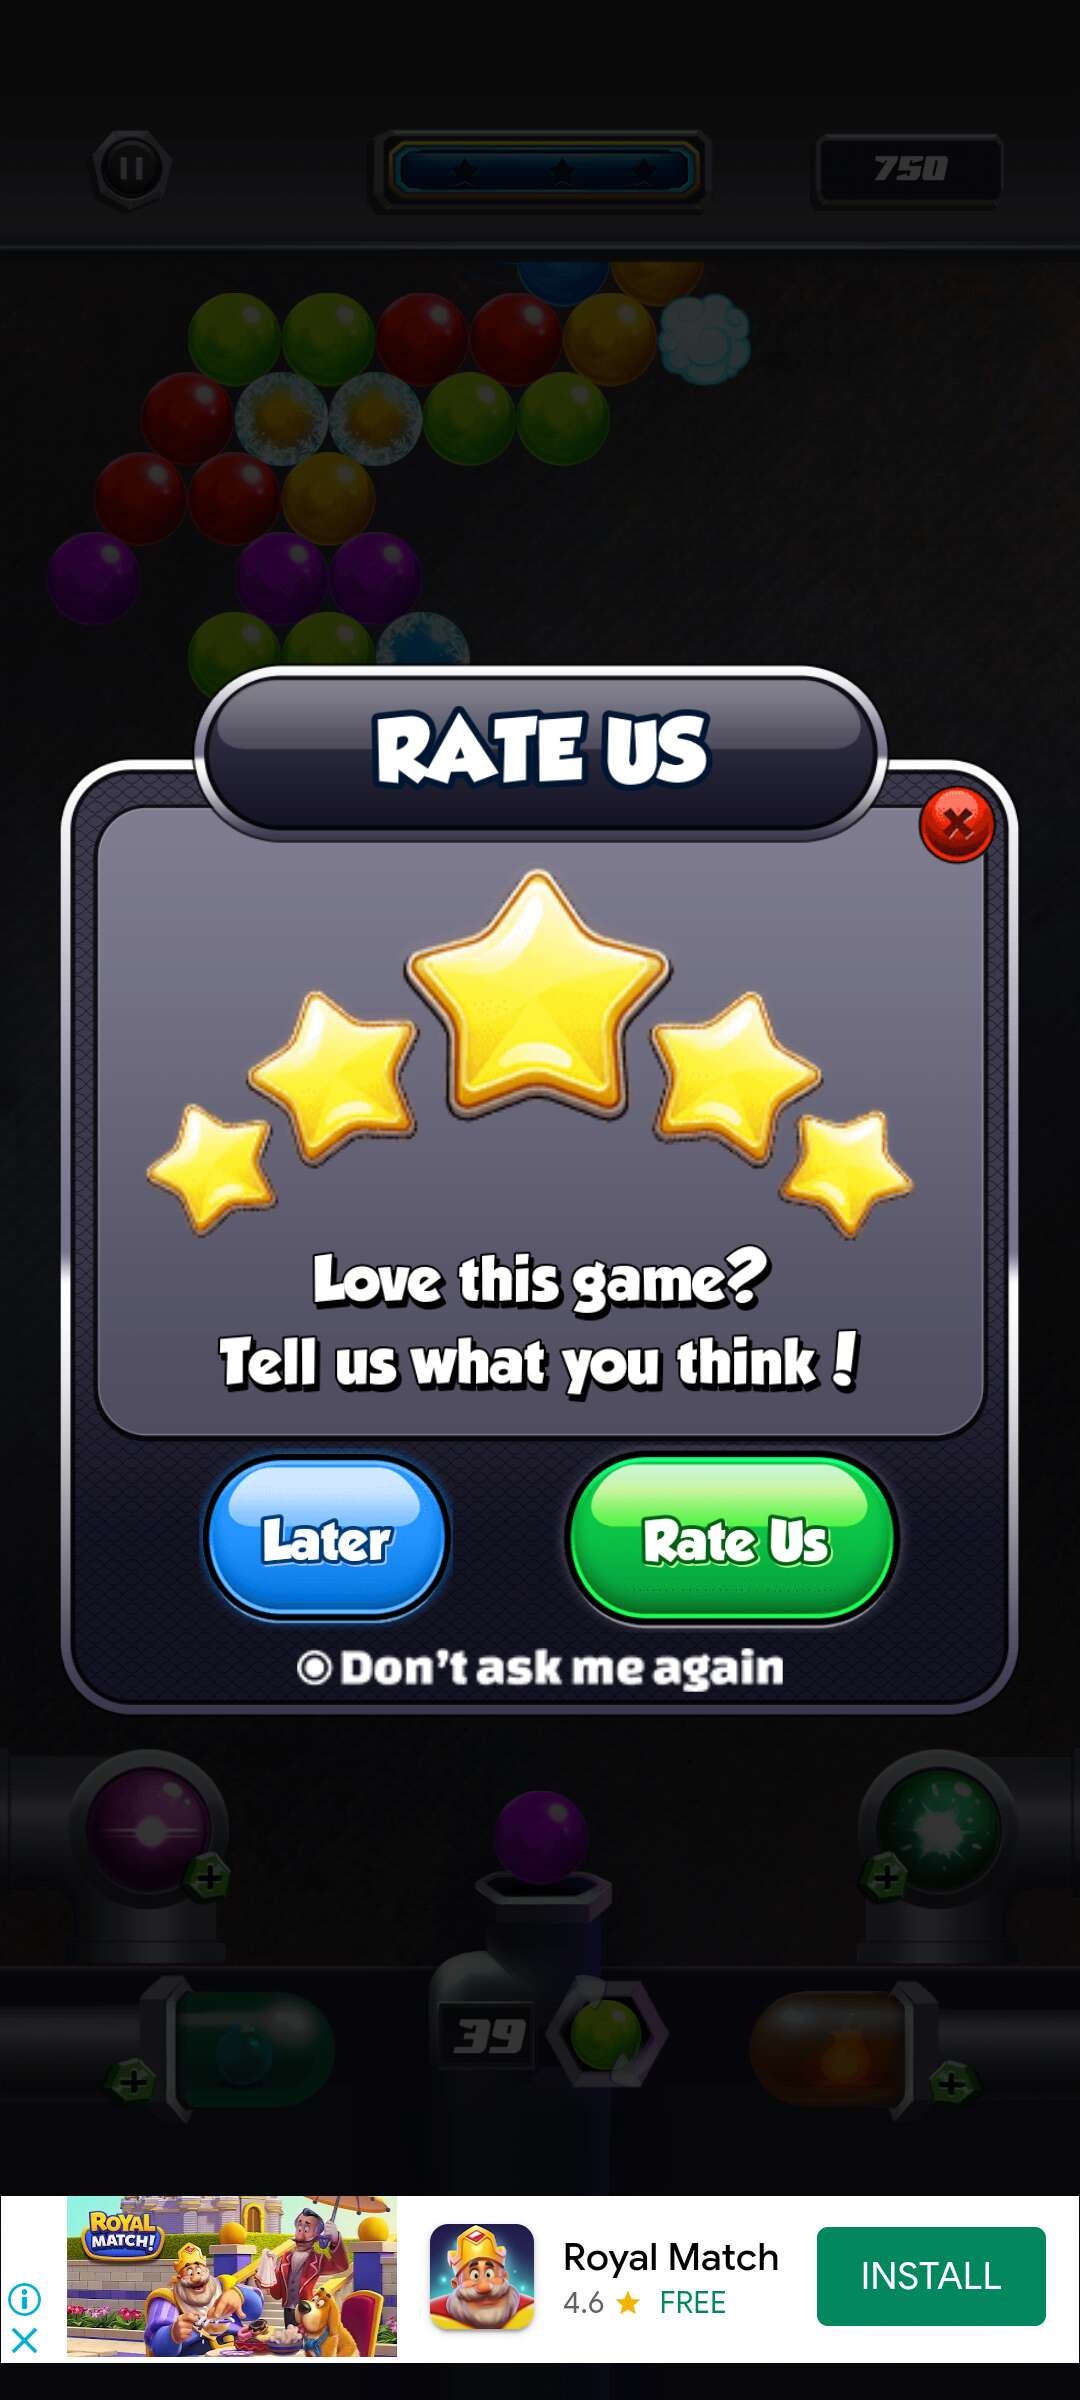 750
RATE US
Love this game?
Tell us what you think!
Later
Rate Us
Don't ask me again
39
ROYAL
MATCH!
Royal Match
4.6 ★ FREE
INSTALL